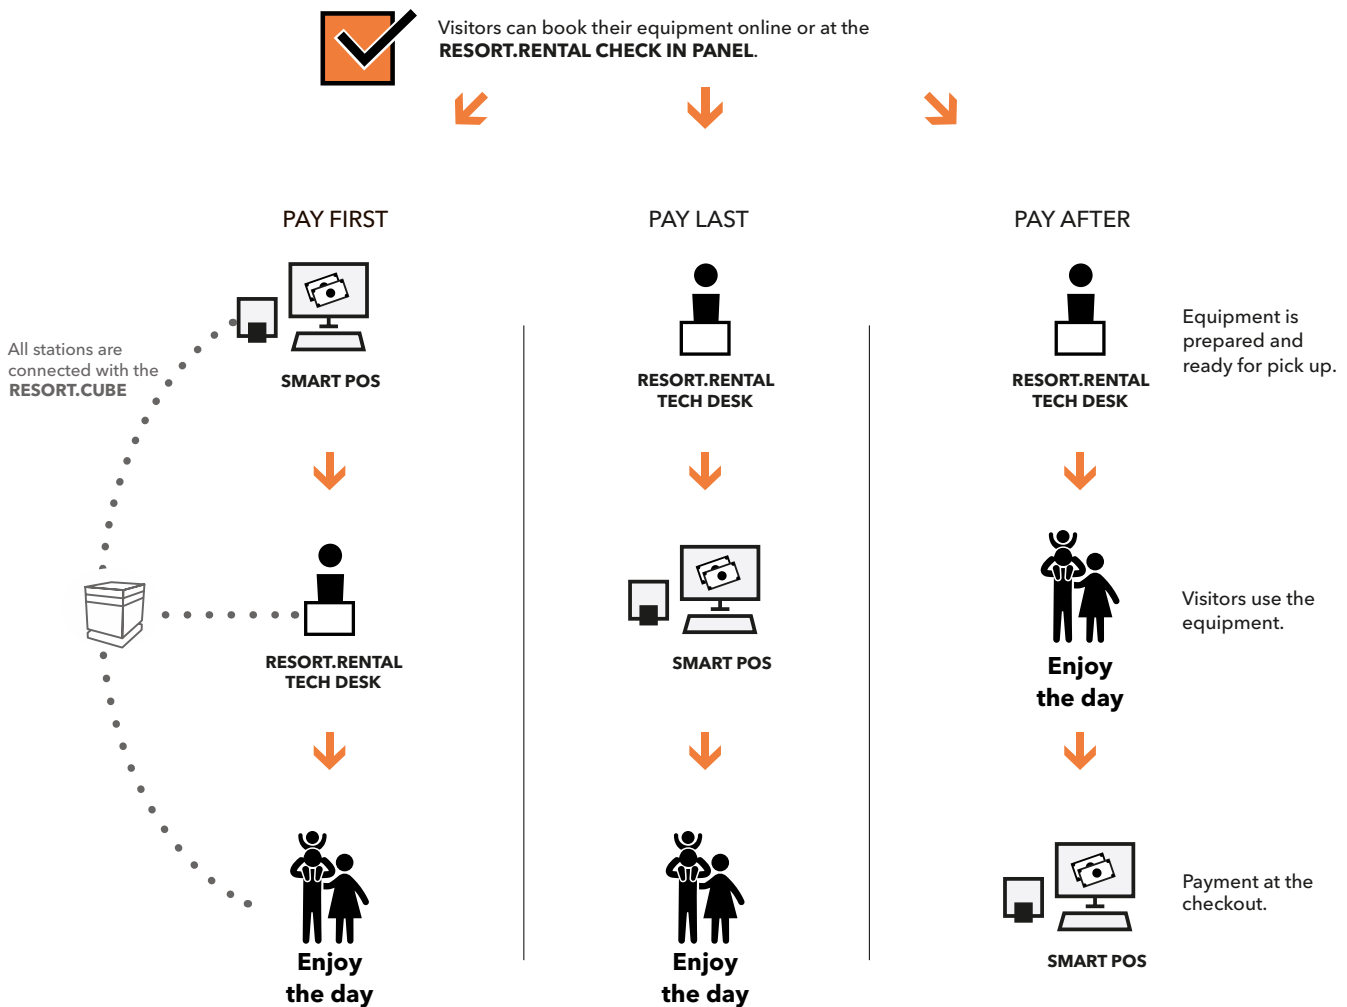 Visitors can book their equipment online or at the
RESORT.RENTAL CHECK IN PANEL.
PAY FIRST
PAY LAST
PAY AFTER
All stations are
connected with the
RESORT.CUBE
SMART POS
RESORT.RENTAL
TECH DESK
RESORT.RENTAL
TECH DESK
Equipment is
prepared and
ready for pick up.
RESORT.RENTAL
TECH DESK
SMART POS
Enjoy
the day
Visitors use the
equipment.
Enjoy
the day
Enjoy
the day
SMART POS
Payment at the
checkout.